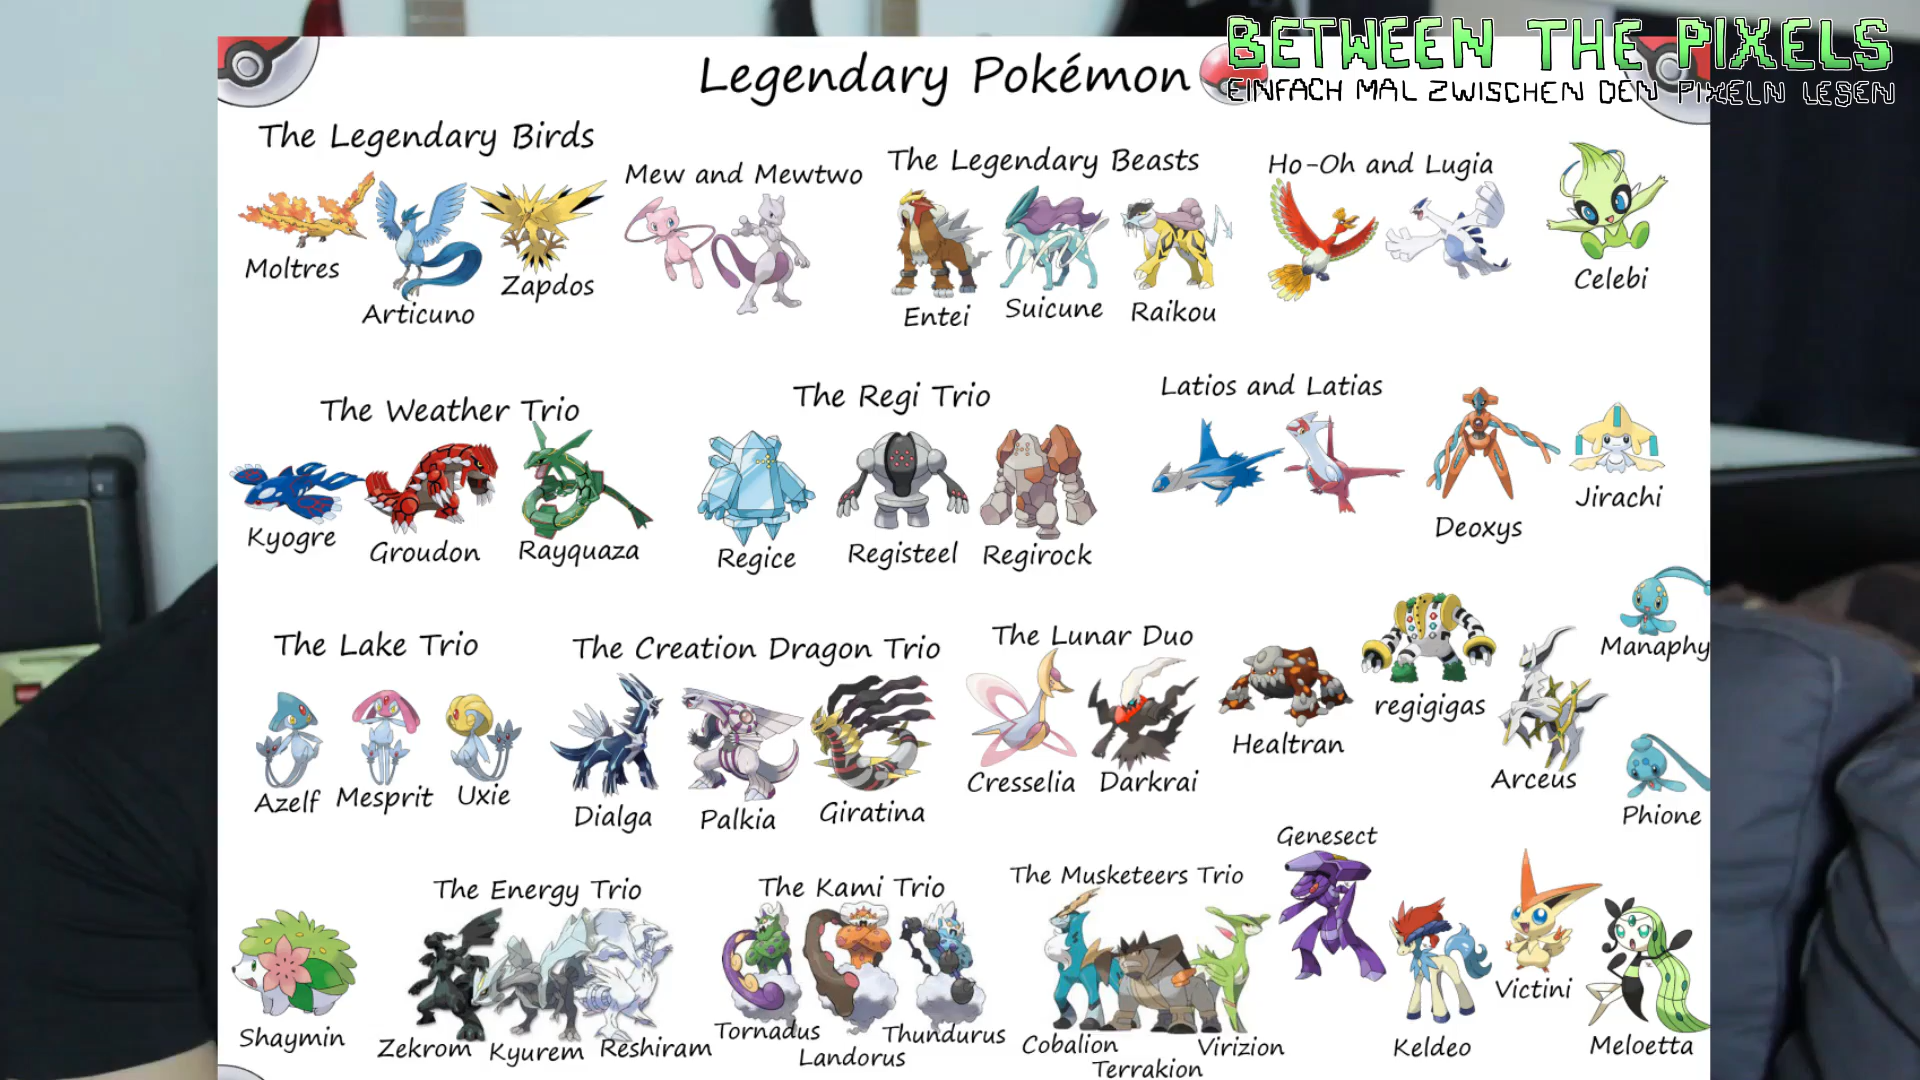 BETWEEN THE PIXELS
EINFACH MAL ZWISCHEN DEN PIXELN LESEN
Legendary Pokémon
The Legendary Birds
Mew and Mewtwo
The Legendary Beasts
Ho-Oh and Lugia
Moltres
Articuno
Zapdos
Entei
Suicune
Raikou
Celebi
The Weather Trio
The Regi Trio
Latios and Latias
Kyogre
Groudon
Rayquaza
Regice
Registeel
Regirock
Deoxys
Jirachi
The Lake Trio
The Creation Dragon Trio
The Lunar Duo
Manaphy
Azelf
Mesprit
Uxie
Dialga
Palkia
Giratina
Cresselia
Darkrai
Healtran
regigigas
Arceus
Phione
Genesect
The Energy Trio
The Kami Trio
The Musketeers Trio
Shaymin
Zekrom
Kyurem
Reshiram
Tornadus
Landorus
Thundurus
Cobalion
Terrakion
Virizion
Keldeo
Victini
Meloetta